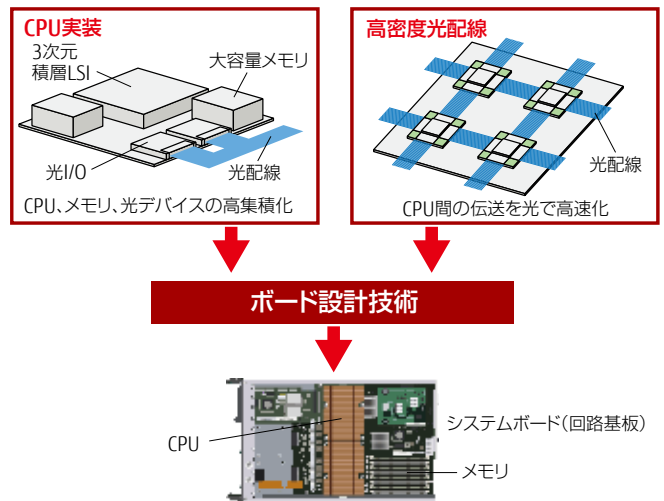 CPU実装
3次元
積層LSI
大容量メモリ
光I/O
光配線
CPU、メモリ、光デバイスの高集積化
高密度光配線
光配線
CPU間の伝送を光で高速化
ボード設計技術
CPU
システムボード(回路基板)
メモリ